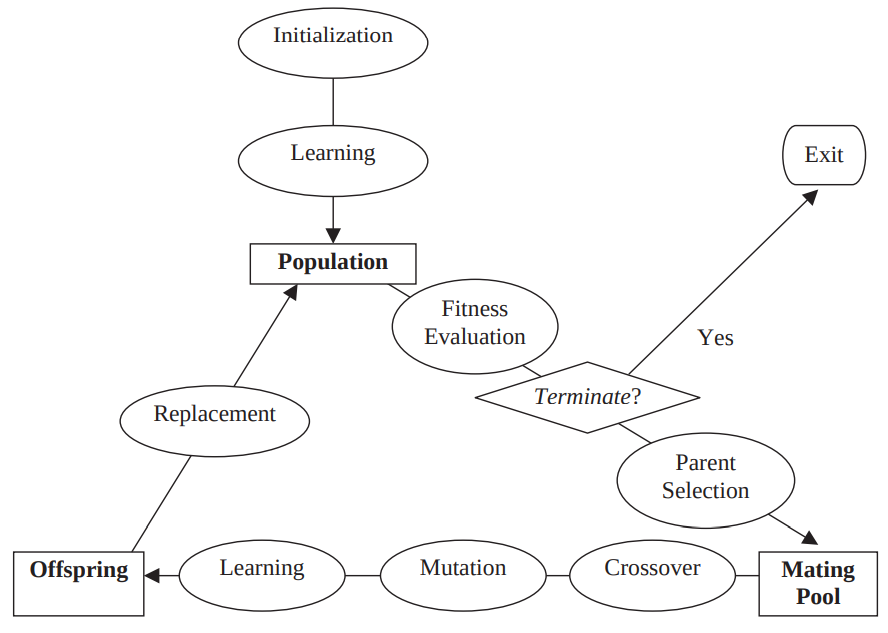 Initialization
Learning
Exit
Population
Fitness
Evaluation
Yes
Terminate?
Replacement
Parent
Selection
Offspring
Learning
Mutation
Crossover
Mating
Pool